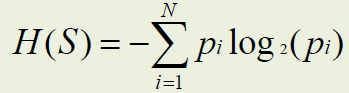 H(S) = -∑_{i=1}^{N} p_i log_2(p_i)